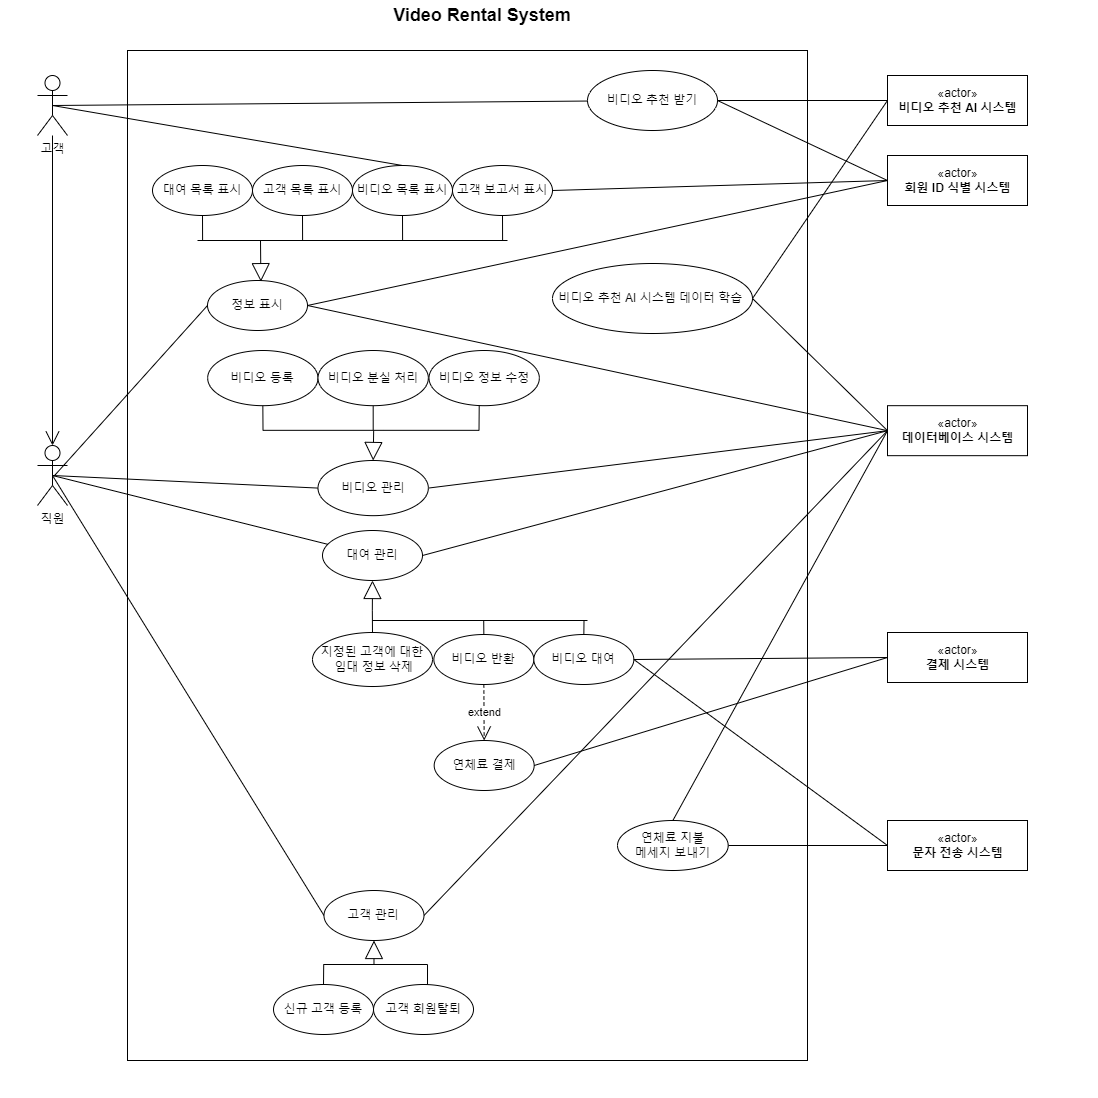 Video Rental System
고객
비디오 추천 받기
«actor»
비디오 추천 AI 시스템
대여 목록 표시
고객 목록 표시
비디오 목록 표시
고객 보고서 표시
«actor»
회원 ID 식별 시스템
정보 표시
비디오 추천 AI 시스템 데이터 학습
비디오 등록
비디오 분실 처리
비디오 정보 수정
«actor»
데이터베이스 시스템
직원
비디오 관리
대여 관리
지정된 고객에 대한
임대 정보 삭제
비디오 반환
비디오 대여
«actor»
결제 시스템
extend
연체료 결제
연체료 지불
메세지 보내기
«actor»
문자 전송 시스템
고객 관리
신규 고객 등록
고객 회원탈퇴